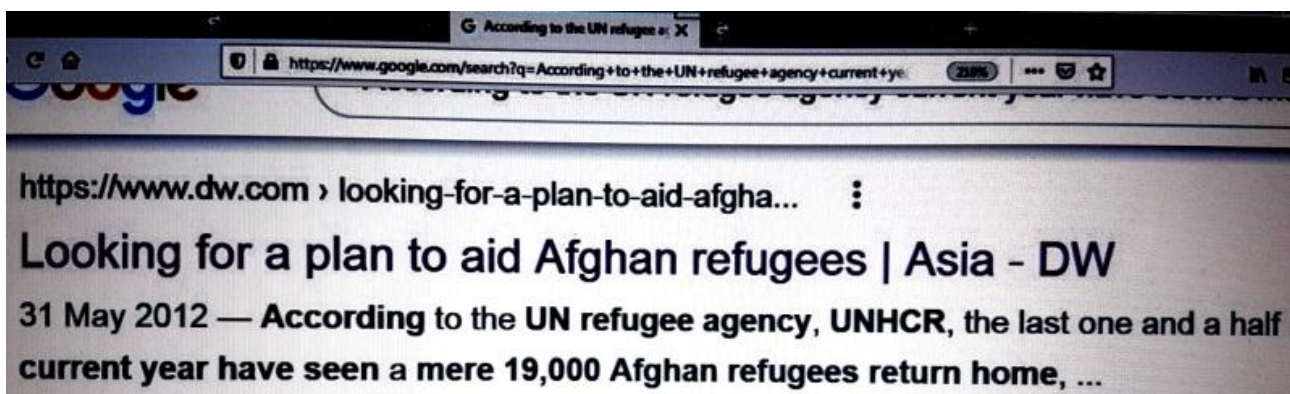 G According to the UN refugee ag X
https://www.google.com/search?q=According+to+the+UN+refugee+agency+current+ye
210% ...
Google
https://www.dw.com › looking-for-a-plan-to-aid-afgha...
Looking for a plan to aid Afghan refugees | Asia - DW
31 May 2012 — According to the UN refugee agency, UNHCR, the last one and a half
current year have seen a mere 19,000 Afghan refugees return home, ...